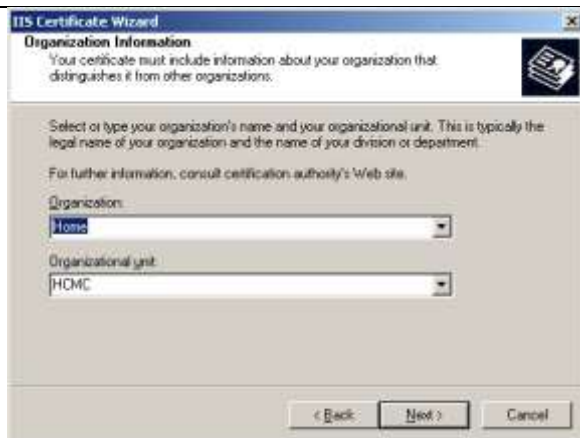 IIS Certificate Wizard
Organization Information
Your certificate must include information about your organization that
distinguishes it from other organizations.
Select or type your organization's name and your organizational unit. This is typically the
legal name of your organization and the name of your division or department.
For further information, consult certification authority's Web site.
Organization:
Home
Organizational unit:
HCMC
< Back
Next >
Cancel